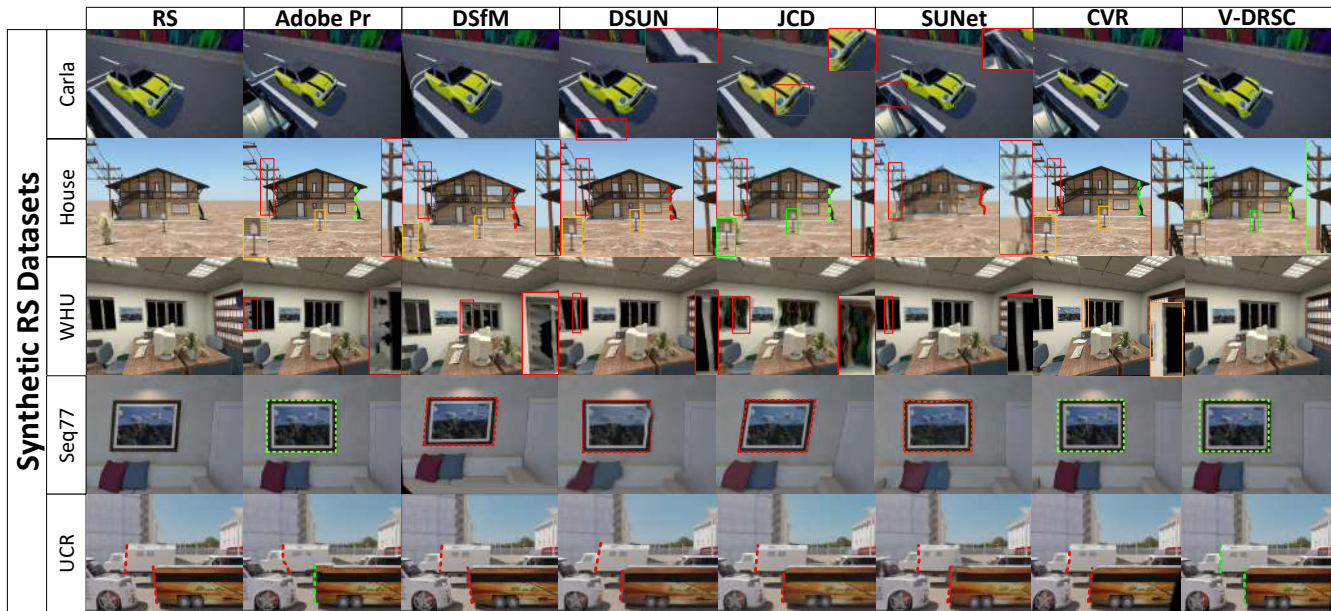 RS Adobe Pr DSfM DSUN JCD SUNet CVR V-DRSC
Synthetic RS Datasets
Carla
House
WHU
Seq77
UCR